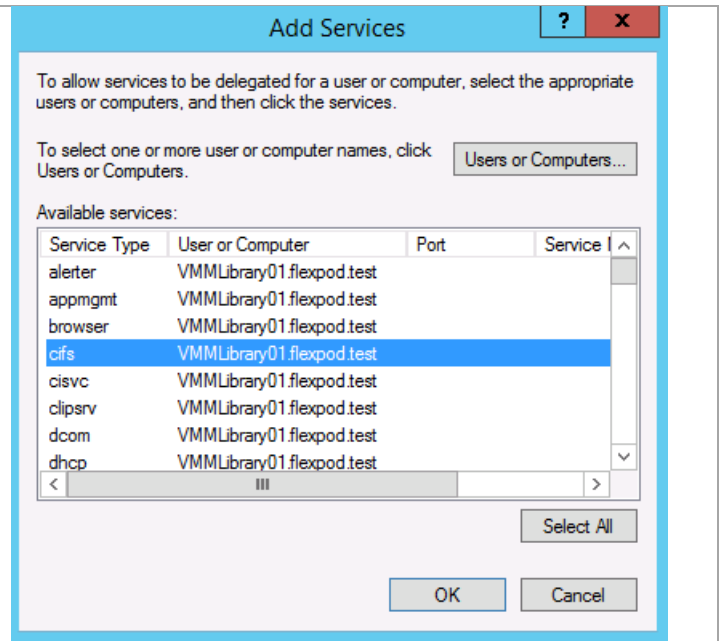 Add Services
? x
To allow services to be delegated for a user or computer, select the appropriate
users or computers, and then click the services.
To select one or more user or computer names, click
Users or Computers.
Users or Computers...
Available services:
Service Type User or Computer Port Service
alerter VMMLibrary01.flexpod.test
appmgmt VMMLibrary01.flexpod.test
browser VMMLibrary01.flexpod.test
cifs VMMLibrary01.flexpod.test
cisvc VMMLibrary01.flexpod.test
clipsrv VMMLibrary01.flexpod.test
dcom VMMLibrary01.flexpod.test
dhcp VMMLibrary01.flexpod.test
Select All
OK Cancel